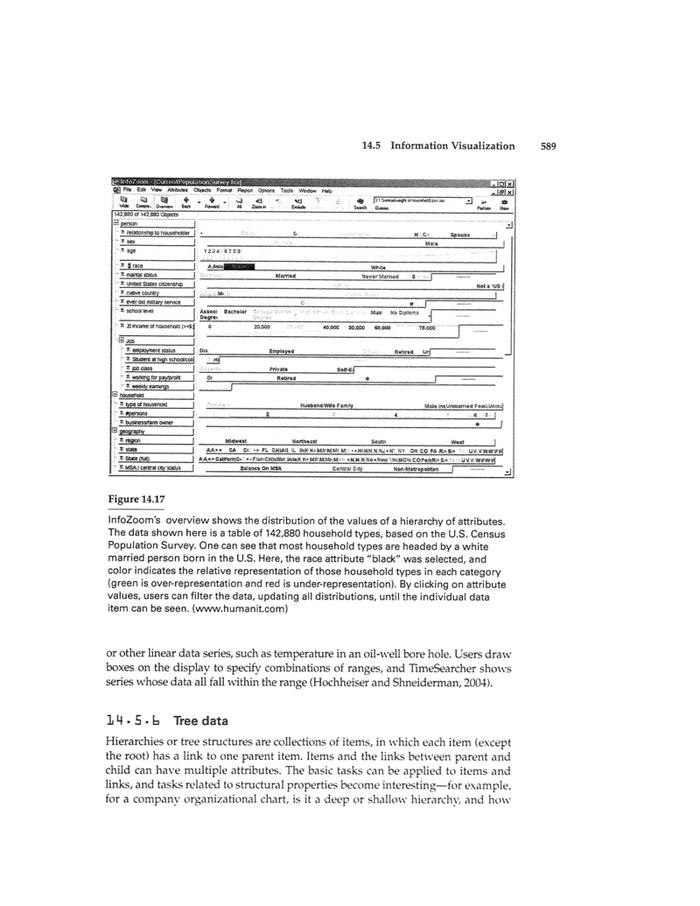 14.5 Information Visualization 589
InfoZoom - [CurrentPopulationSurvey.fox]
File Edit View Attributes Objects Format Report Options Tools Window Help
Wide Compre.. Overview Back Forward All Zoom in Exclude Search Queries
142,880 of 142,880 Objects
person
relationship to householder Spouse
sex Male
age
race White
marital status Married Never Married
United States citizenship Not a US
native country
ever did military service
school level Associ Bachelor No Diploma
Degre
income of household 0 20,000 40,000 50,000 60,000 75,000
Job
employment status Dis Employed Retired
Student at high school/col
job class Private Self-E
working for pay/profit Retired
weekly earnings
household
type of household Husband/Wife Family
#persons 2 4
business/farm owner
geography
region Midwest Northeast South West
state
State (full)
MSA / central city status Balance On MSA Central City Non-Metropolitan
Figure 14.17
InfoZoom's overview shows the distribution of the values of a hierarchy of attributes.
The data shown here is a table of 142,880 household types, based on the U.S. Census
Population Survey. One can see that most household types are headed by a white
married person born in the U.S. Here, the race attribute "black" was selected, and
color indicates the relative representation of those household types in each category
(green is over-representation and red is under-representation). By clicking on attribute
values, users can filter the data, updating all distributions, until the individual data
item can be seen. (www.humanit.com)
or other linear data series, such as temperature in an oil-well bore hole. Users draw
boxes on the display to specify combinations of ranges, and TimeSearcher shows
series whose data all fall within the range (Hochheiser and Shneiderman, 2004).
14.5.6 Tree data
Hierarchies or tree structures are collections of items, in which each item (except
the root) has a link to one parent item. Items and the links between parent and
child can have multiple attributes. The basic tasks can be applied to items and
links, and tasks related to structural properties become interesting—for example,
for a company organizational chart, is it a deep or shallow hierarchy, and how